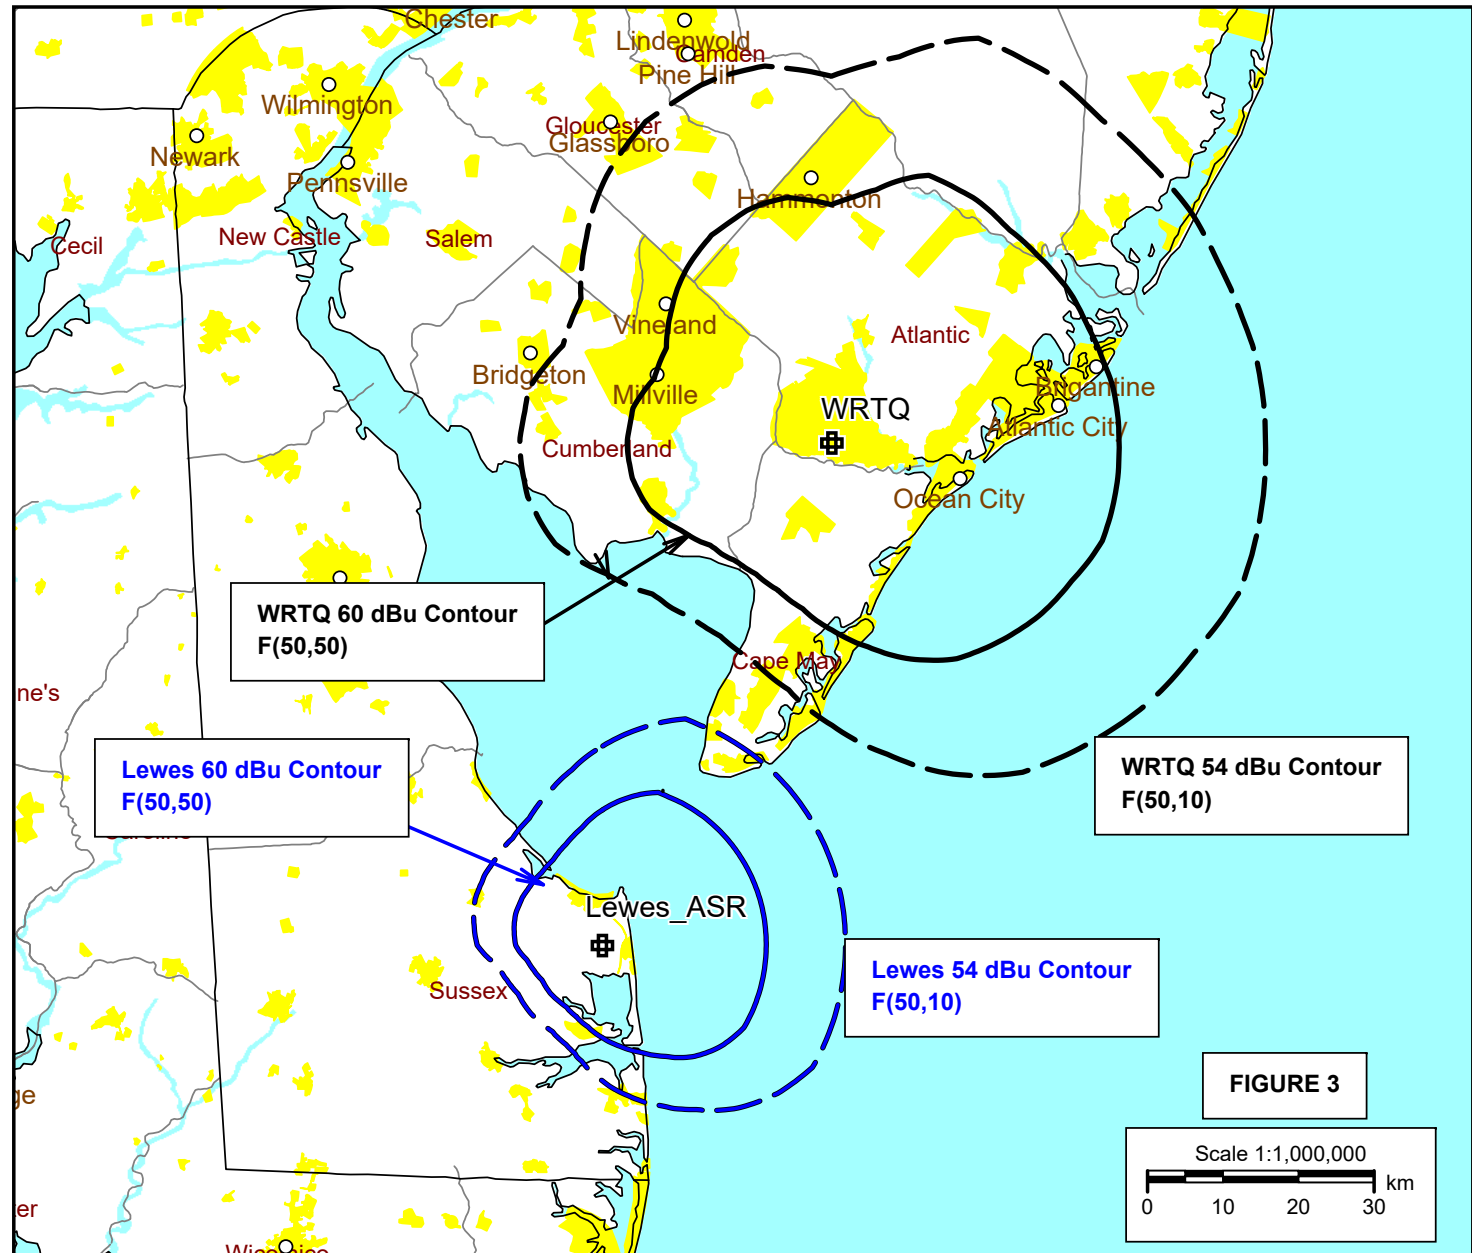 Chester
Lindenwold
Camden
Pine Hill
Wilmington
Gloucester
Glassboro
Newark
Pennsville
Hammonton
Cecil
New Castle
Salem
Vineland
Atlantic
Bridgeton
Millville
Brigantine
WRTQ
Atlantic City
Cumberland
Ocean City
WRTQ 60 dBu Contour
F(50,50)
Cape May
ne's
Lewes 60 dBu Contour
F(50,50)
WRTQ 54 dBu Contour
F(50,10)
Lewes_ASR
Lewes 54 dBu Contour
F(50,10)
Sussex
FIGURE 3
ge
Scale 1:1,000,000
km
0 10 20 30
er